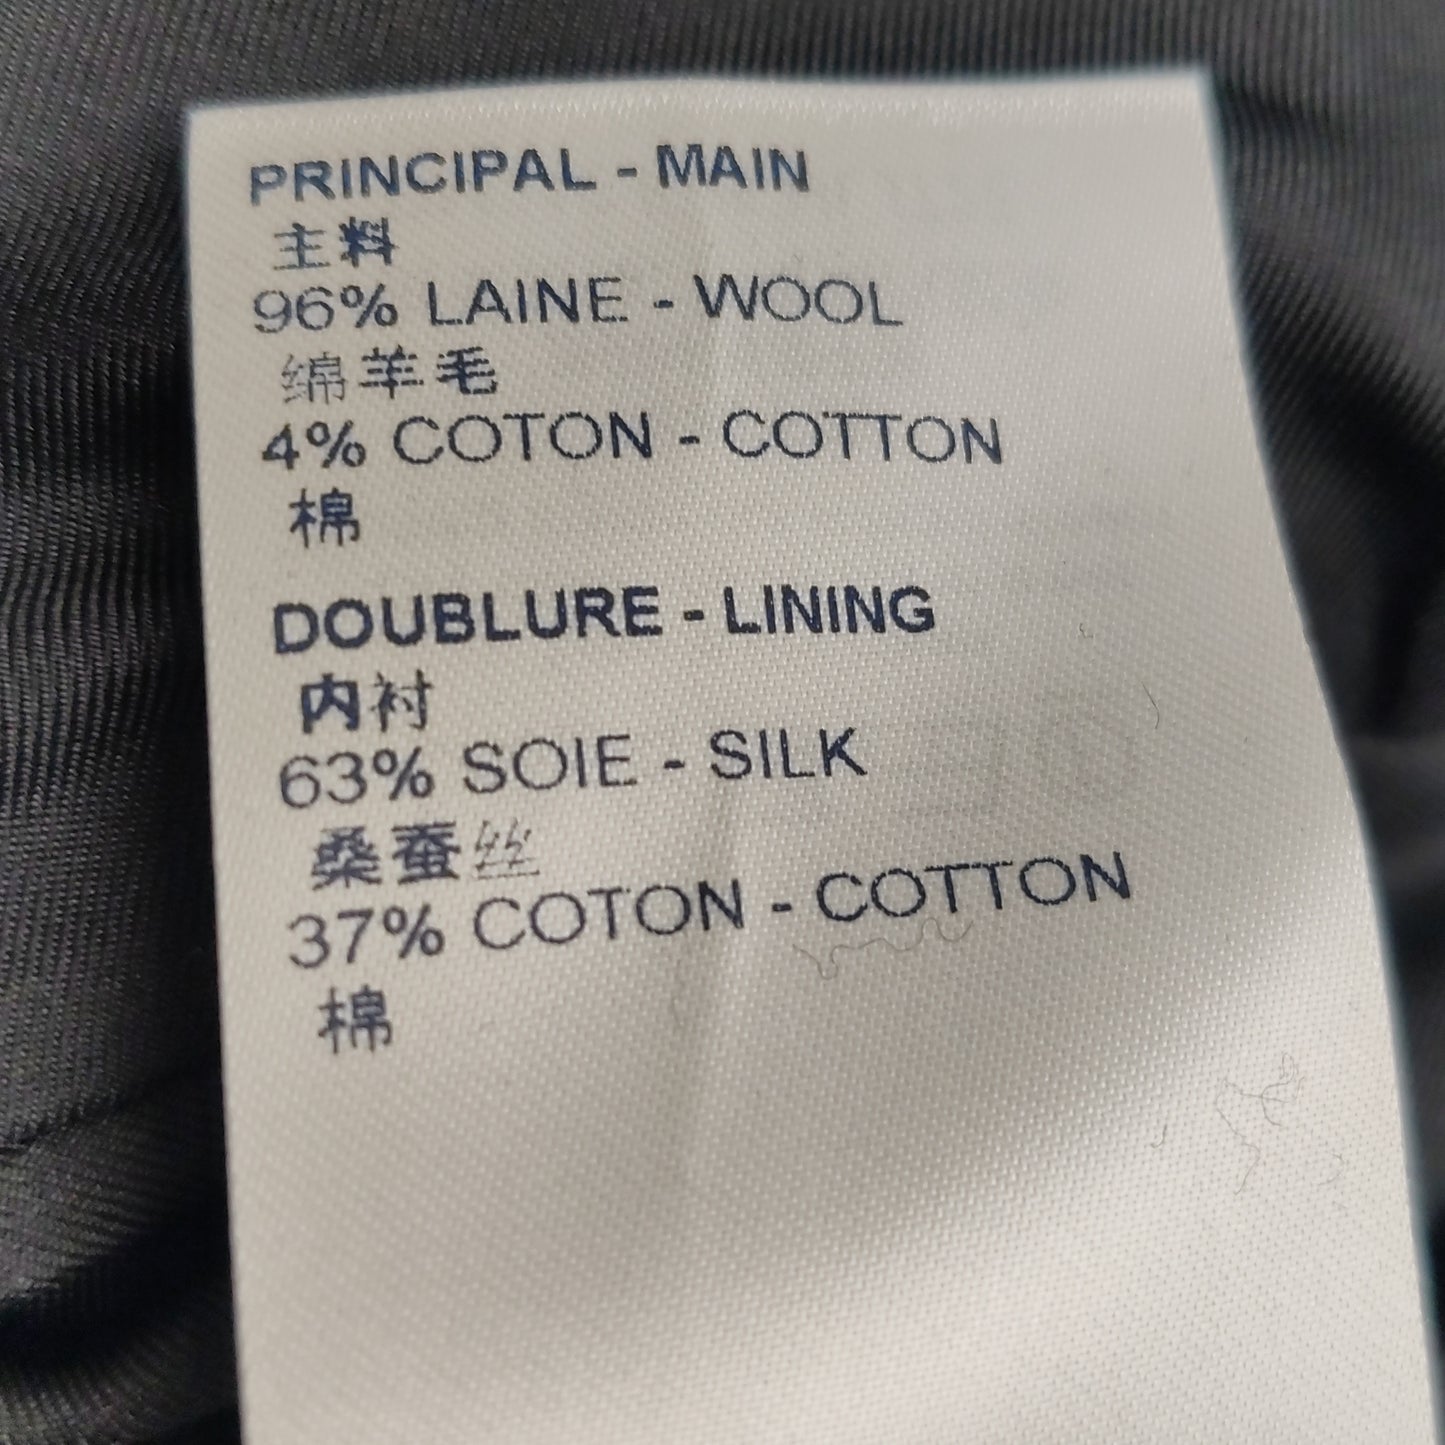 PRINCIPAL - MAIN
主料
96% LAINE - WOOL
绵羊毛
4% COTON - COTTON
棉
DOUBLURE - LINING
内衬
63% SOIE - SILK
桑蚕丝
37% COTON - COTTON
棉